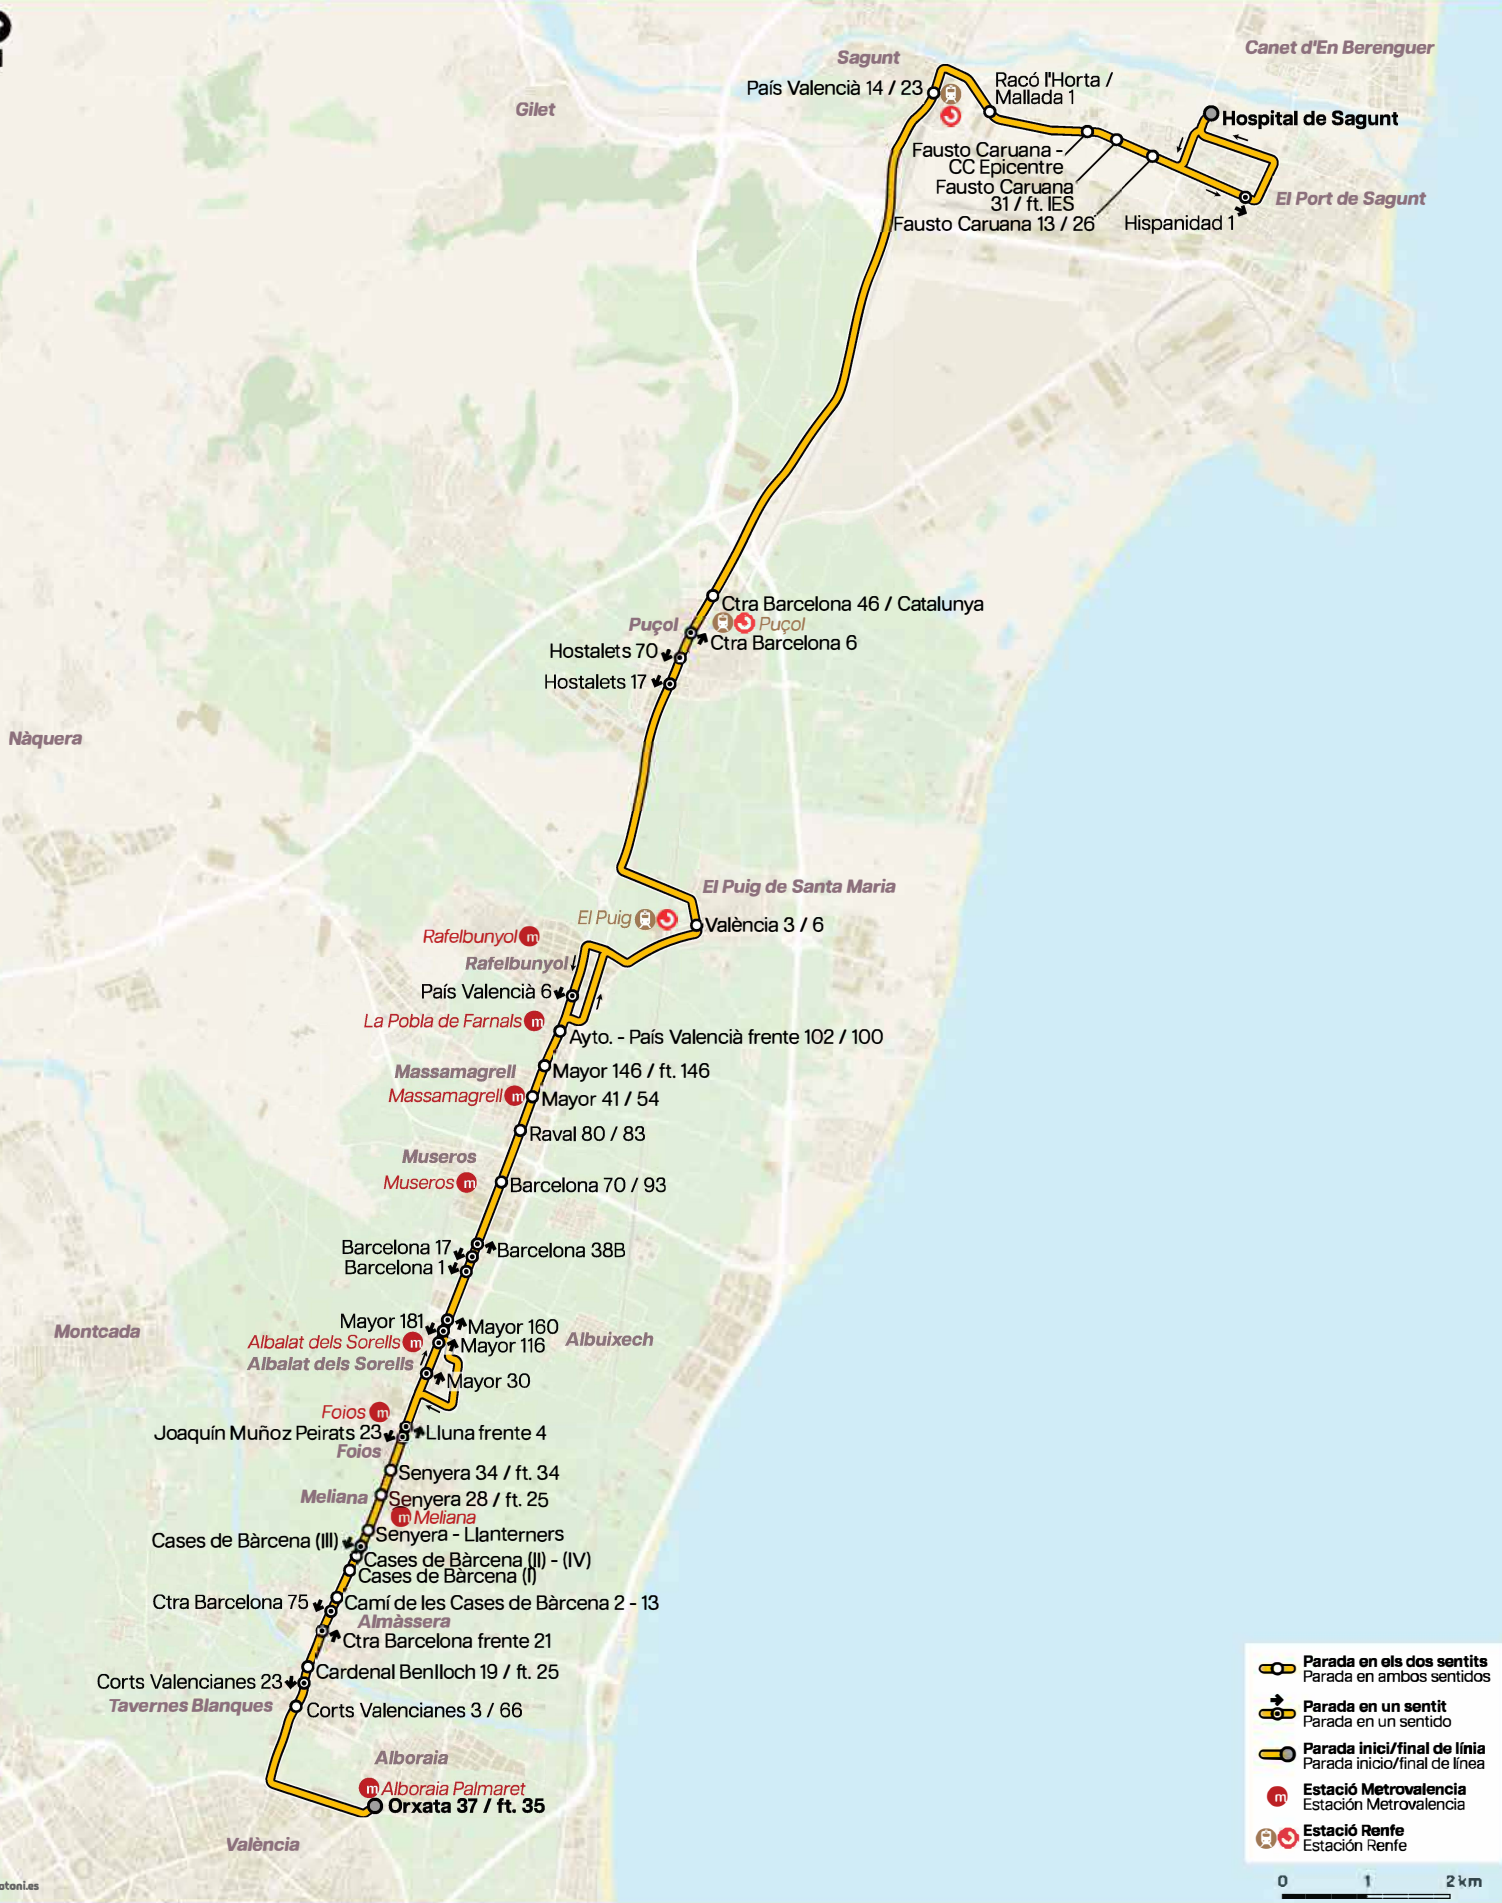 Canet d'En Berenguer
Sagunt
País Valencià 14 / 23
Racó l'Horta /
Mallada 1
Gilet
Hospital de Sagunt
Fausto Caruana -
CC Epicentre
Fausto Caruana
31 / ft. IES
Fausto Caruana 13 / 26
Hispanidad 1
El Port de Sagunt
Ctra Barcelona 46 / Catalunya
Puçol
Puçol
Ctra Barcelona 6
Hostalets 70
Hostalets 17
Nàquera
El Puig de Santa Maria
El Puig
València 3 / 6
Rafelbunyol m
Rafelbunyol
País Valencià 6
La Pobla de Farnals m
Ayto. - País Valencià frente 102 / 100
Massamagrell
Mayor 146 / ft. 146
Massamagrell m
Mayor 41 / 54
Raval 80 / 83
Museros
Museros m
Barcelona 70 / 93
Barcelona 17
Barcelona 38B
Barcelona 1
Mayor 181
Mayor 160
Montcada
Albalat dels Sorells m
Mayor 116
Albuixech
Albalat dels Sorells
Mayor 30
Foios m
Joaquín Muñoz Peirats 23
Lluna frente 4
Foios
Senyera 34 / ft. 34
Meliana
Senyera 28 / ft. 25
m Meliana
Senyera - Llanterners
Cases de Bàrcena (III)
Cases de Bàrcena (II) - (IV)
Cases de Bàrcena (I)
Ctra Barcelona 75
Camí de les Cases de Bàrcena 2 - 13
Almàssera
Ctra Barcelona frente 21
Cardenal Benlloch 19 / ft. 25
Corts Valencianes 23
Tavernes Blanques
Corts Valencianes 3 / 66
Alboraia
m Alboraia Palmaret
Orxata 37 / ft. 35
València
otoni.es
Parada en els dos sentits
Parada en ambos sentidos
Parada en un sentit
Parada en un sentido
Parada inici/final de línia
Parada inicio/final de línea
m Estació Metrovalencia
Estación Metrovalencia
Estació Renfe
Estación Renfe
0 1 2 km